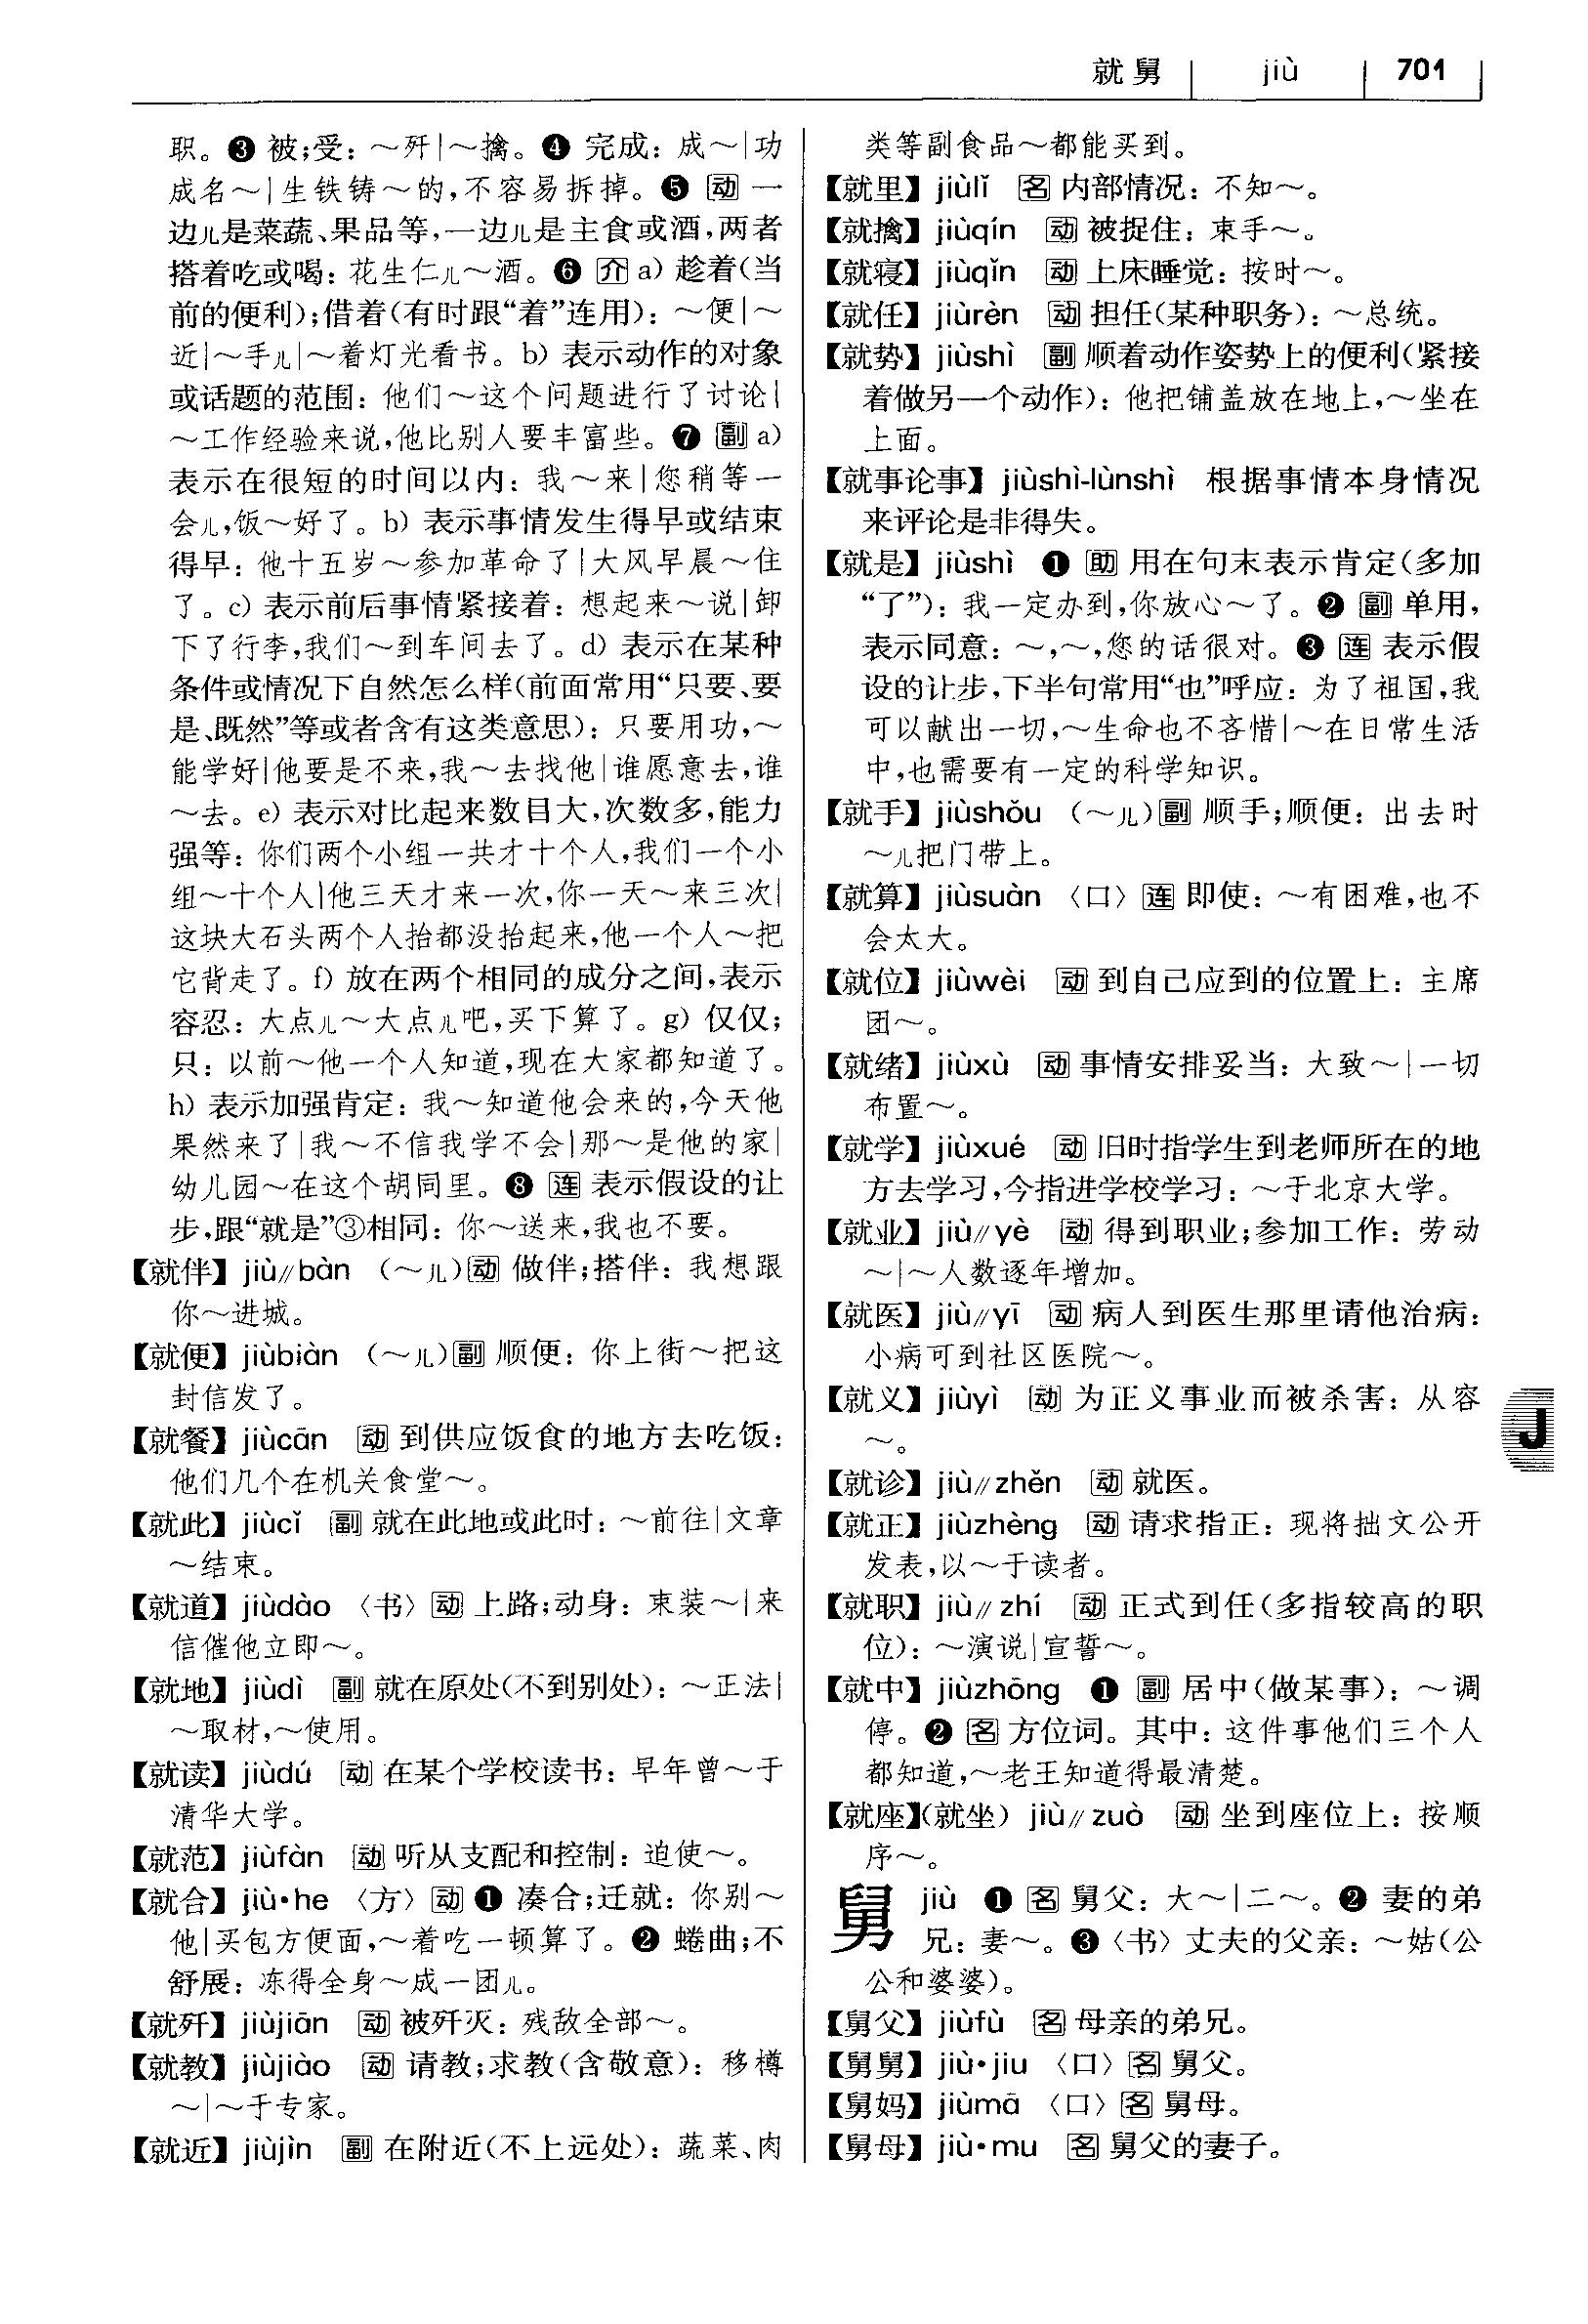 就舅 jiù 701
职。❸ 被;受：～歼|～擒。❹ 完成：成～|功
成名～|生铁铸～的,不容易拆掉。❺ 动 一
边儿是菜蔬、果品等,一边儿是主食或酒,两者
搭着吃或喝：花生仁儿～酒。❻ 介 a) 趁着(当
前的便利);借着(有时跟“着”连用)：～便|～
近|～手儿|～着灯光看书。b) 表示动作的对象
或话题的范围：他们～这个问题进行了讨论|
～工作经验来说,他比别人要丰富些。❼ 副 a)
表示在很短的时间以内：我～来|您稍等一
会儿,饭～好了。b) 表示事情发生得早或结束
得早：他十五岁～参加革命了|大风早晨～住
了。c) 表示前后事情紧接着：想起来～说|卸
下了行李,我们～到车间去了。d) 表示在某种
条件或情况下自然怎么样(前面常用“只要、要
是、既然”等或者含有这类意思)：只要用功,～
能学好|他要是不来,我～去找他|谁愿意去,谁
～去。e) 表示对比起来数目大,次数多,能力
强等：你们两个小组一共才十个人,我们一个小
组～十个人|他三天才来一次,你一天～来三次|
这块大石头两个人抬都没抬起来,他一个人～把
它背走了。f) 放在两个相同的成分之间,表示
容忍：大点儿～大点儿吧,买下算了。g) 仅仅;
只：以前～他一个人知道,现在大家都知道了。
h) 表示加强肯定：我～知道他会来的,今天他
果然来了|我～不信我学不会|那～是他的家|
幼儿园～在这个胡同里。❽ 连 表示假设的让
步,跟“就是”③相同：你～送来,我也不要。
【就伴】jiù∥bàn (～儿)动 做伴;搭伴：我想跟
你～进城。
【就便】jiùbiàn (～儿)副 顺便：你上街～把这
封信发了。
【就餐】jiùcān 动 到供应饭食的地方去吃饭：
他们几个在机关食堂～。
【就此】jiùcǐ 副 就在此地或此时：～前往|文章
～结束。
【就道】jiùdào 〈书〉动 上路;动身：束装～|来
信催他立即～。
【就地】jiùdì 副 就在原处(不到别处)：～正法|
～取材,～使用。
【就读】jiùdú 动 在某个学校读书：早年曾～于
清华大学。
【就范】jiùfàn 动 听从支配和控制：迫使～。
【就合】jiù•he 〈方〉动 ❶ 凑合;迁就：你别～
他|买包方便面,～着吃一顿算了。❷ 蜷曲;不
舒展：冻得全身～成一团儿。
【就歼】jiùjiān 动 被歼灭：残敌全部～。
【就教】jiùjiào 动 请教;求教(含敬意)：移樽
～|～于专家。
【就近】jiùjìn 副 在附近(不上远处)：蔬菜、肉
类等副食品～都能买到。
【就里】jiùlǐ 名 内部情况：不知～。
【就擒】jiùqín 动 被捉住：束手～。
【就寝】jiùqǐn 动 上床睡觉：按时～。
【就任】jiùrèn 动 担任(某种职务)：～总统。
【就势】jiùshì 副 顺着动作姿势上的便利(紧接
着做另一个动作)：他把铺盖放在地上,～坐在
上面。
【就事论事】jiùshì-lùnshì 根据事情本身情况
来评论是非得失。
【就是】jiùshì ❶ 助 用在句末表示肯定(多加
“了”)：我一定办到,你放心～了。❷ 副 单用,
表示同意：～,～,您的话很对。❸ 连 表示假
设的让步,下半句常用“也”呼应：为了祖国,我
可以献出一切,～生命也不吝惜|～在日常生活
中,也需要有一定的科学知识。
【就手】jiùshǒu (～儿)副 顺手;顺便：出去时
～儿把门带上。
【就算】jiùsuàn 〈口〉连 即使：～有困难,也不
会太大。
【就位】jiùwèi 动 到自己应到的位置上：主席
团～。
【就绪】jiùxù 动 事情安排妥当：大致～|一切
布置～。
【就学】jiùxué 动 旧时指学生到老师所在的地
方去学习,今指进学校学习：～于北京大学。
【就业】jiù∥yè 动 得到职业;参加工作：劳动
～|～人数逐年增加。
【就医】jiù∥yī 动 病人到医生那里请他治病：
小病可到社区医院～。
【就义】jiùyì 动 为正义事业而被杀害：从容
～。
【就诊】jiù∥zhěn 动 就医。
【就正】jiùzhèng 动 请求指正：现将拙文公开
发表,以～于读者。
【就职】jiù∥zhí 动 正式到任(多指较高的职
位)：～演说|宣誓～。
【就中】jiùzhōng ❶ 副 居中(做某事)：～调
停。❷ 名 方位词。其中：这件事他们三个人
都知道,～老王知道得最清楚。
【就座】(就坐) jiù∥zuò 动 坐到座位上：按顺
序～。
舅 jiù ❶ 名 舅父：大～|二～。❷ 妻的弟
兄：妻～。❸〈书〉丈夫的父亲：～姑(公
公和婆婆)。
【舅父】jiùfù 名 母亲的弟兄。
【舅舅】jiù•jiu 〈口〉名 舅父。
【舅妈】jiùmā 〈口〉名 舅母。
【舅母】jiù•mu 名 舅父的妻子。
J